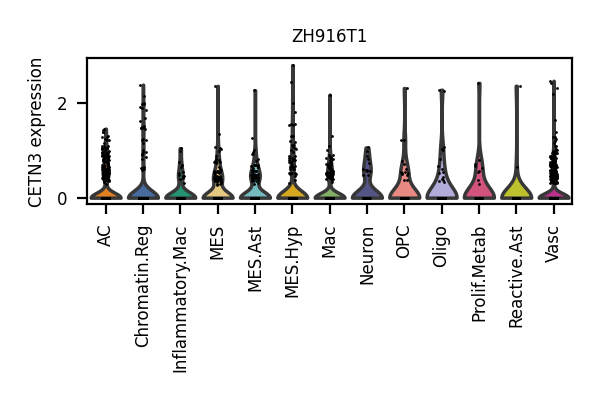 ZH916T1
CETN3 expression
2
0
AC
Chromatin.Reg
Inflammatory.Mac
MES
MES.Ast
MES.Hyp
Mac
Neuron
OPC
Oligo
Prolif.Metab
Reactive.Ast
Vasc